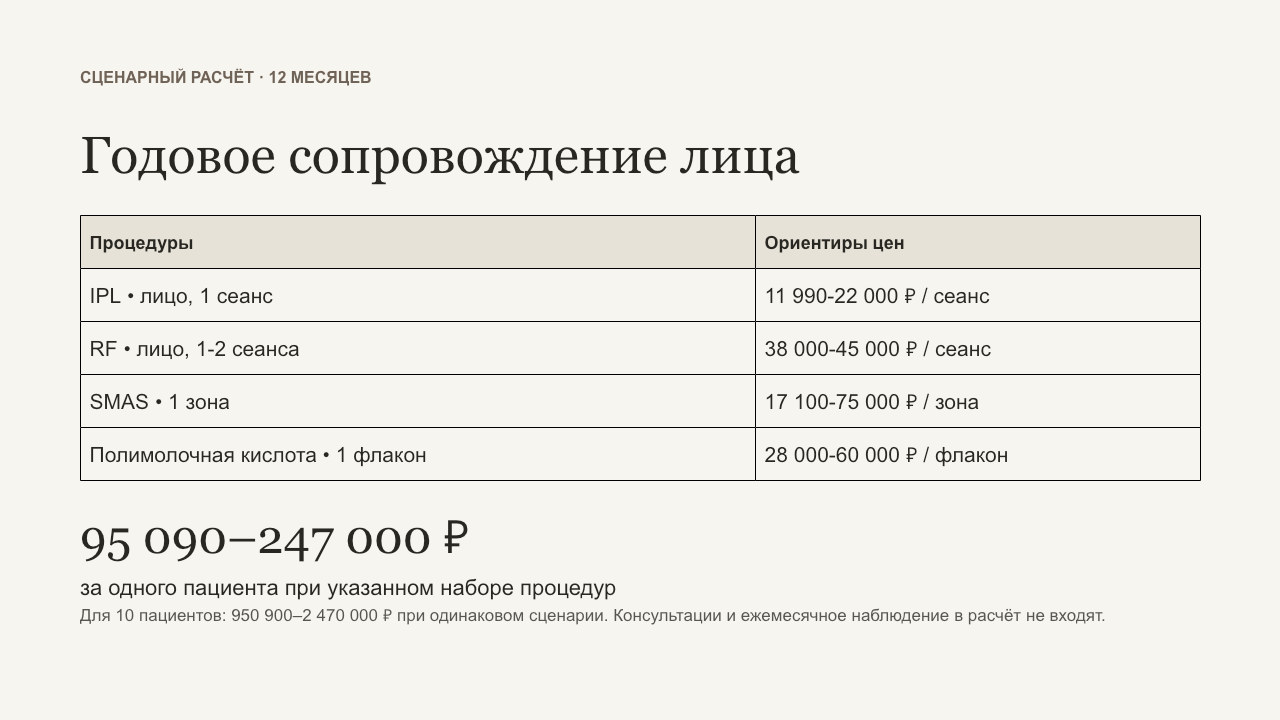 СЦЕНАРНЫЙ РАСЧЁТ · 12 МЕСЯЦЕВ
Годовое сопровождение лица
Процедуры Ориентиры цен
IPL • лицо, 1 сеанс 11 990-22 000 ₽ / сеанс
RF • лицо, 1-2 сеанса 38 000-45 000 ₽ / сеанс
SMAS • 1 зона 17 100-75 000 ₽ / зона
Полимолочная кислота • 1 флакон 28 000-60 000 ₽ / флакон
95 090–247 000 ₽
за одного пациента при указанном наборе процедур
Для 10 пациентов: 950 900–2 470 000 ₽ при одинаковом сценарии. Консультации и ежемесячное наблюдение в расчёт не входят.